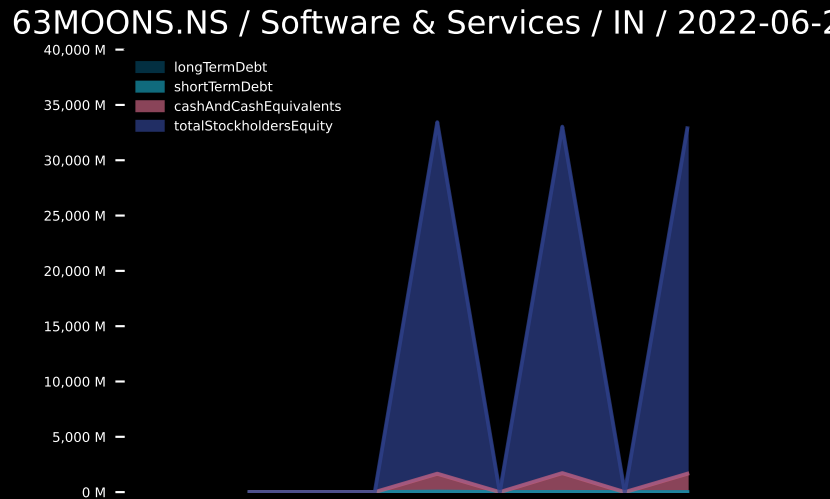 63MOONS.NS / Software & Services / IN / 2022-06-2
40,000 M
35,000 M
30,000 M
25,000 M
20,000 M
15,000 M
10,000 M
5,000 M
0 M
longTermDebt
shortTermDebt
cashAndCashEquivalents
totalStockholdersEquity